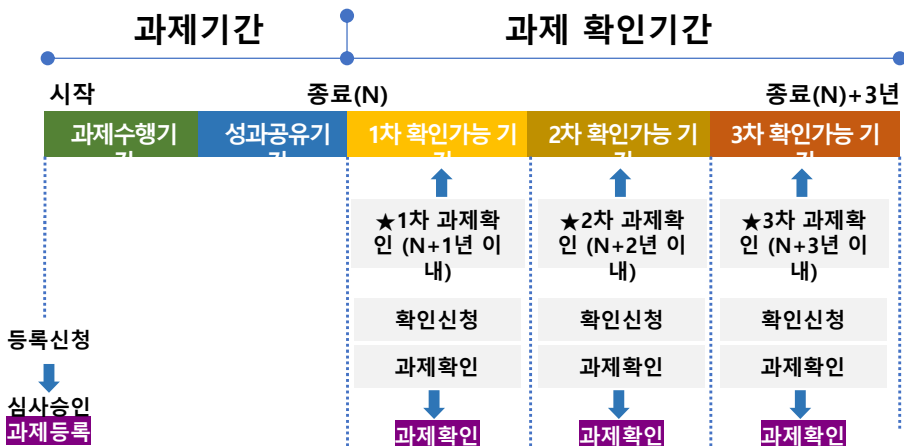 과제기간
과제 확인기간
시작
종료(N)
종료(N)+3년
과제수행기
성과공유기
1차 확인가능 기
2차 확인가능 기
3차 확인가능 기
★1차 과제확
인 (N+1년 이
내)
★2차 과제확
인 (N+2년 이
내)
★3차 과제확
인 (N+3년 이
내)
확인신청
확인신청
확인신청
등록신청
과제확인
과제확인
과제확인
심사승인
과제등록
과제확인
과제확인
과제확인